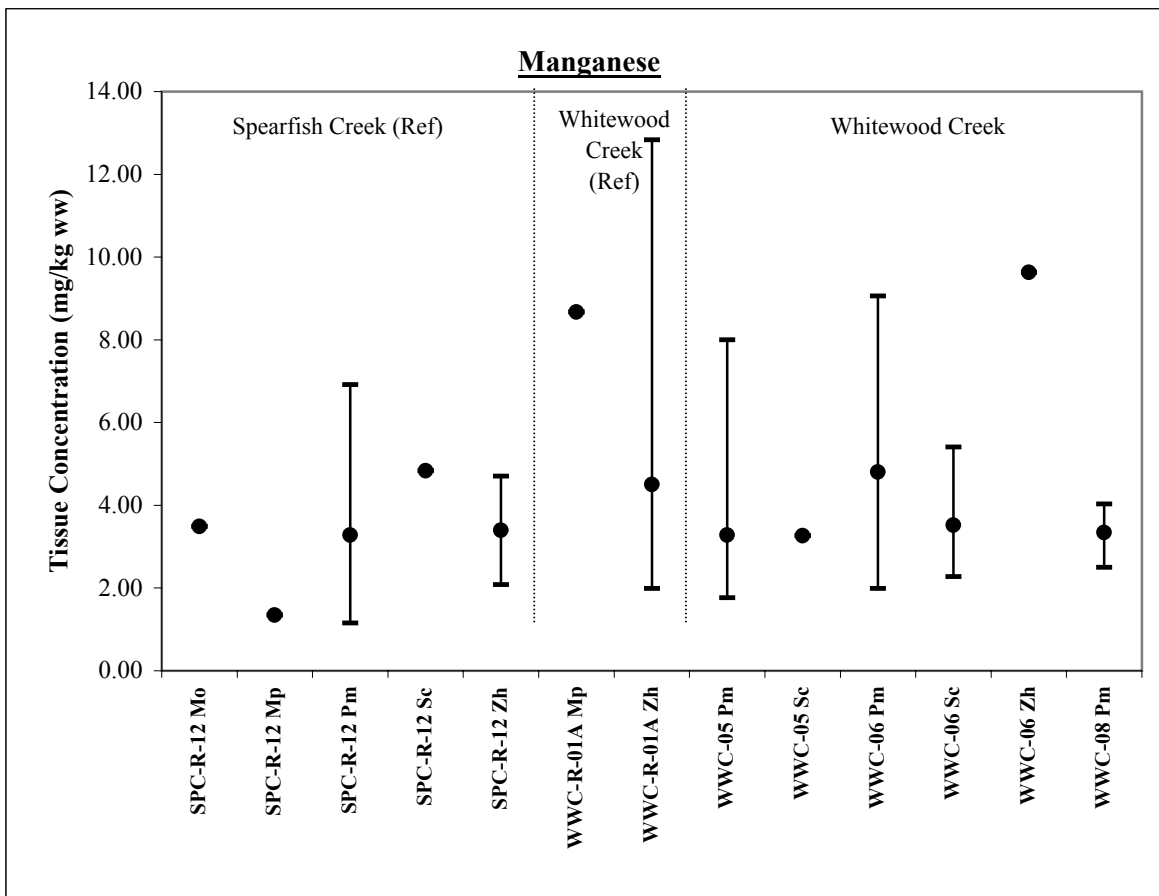 Manganese
14.00
12.00
10.00
8.00
6.00
4.00
2.00
0.00
Tissue Concentration (mg/kg ww)
Spearfish Creek (Ref)
Whitewood
Creek
(Ref)
Whitewood Creek
SPC-R-12 Mo
SPC-R-12 Mp
SPC-R-12 Pm
SPC-R-12 Sc
SPC-R-12 Zh
WWC-R-01A Mp
WWC-R-01A Zh
WWC-05 Pm
WWC-05 Sc
WWC-06 Pm
WWC-06 Sc
WWC-06 Zh
WWC-08 Pm